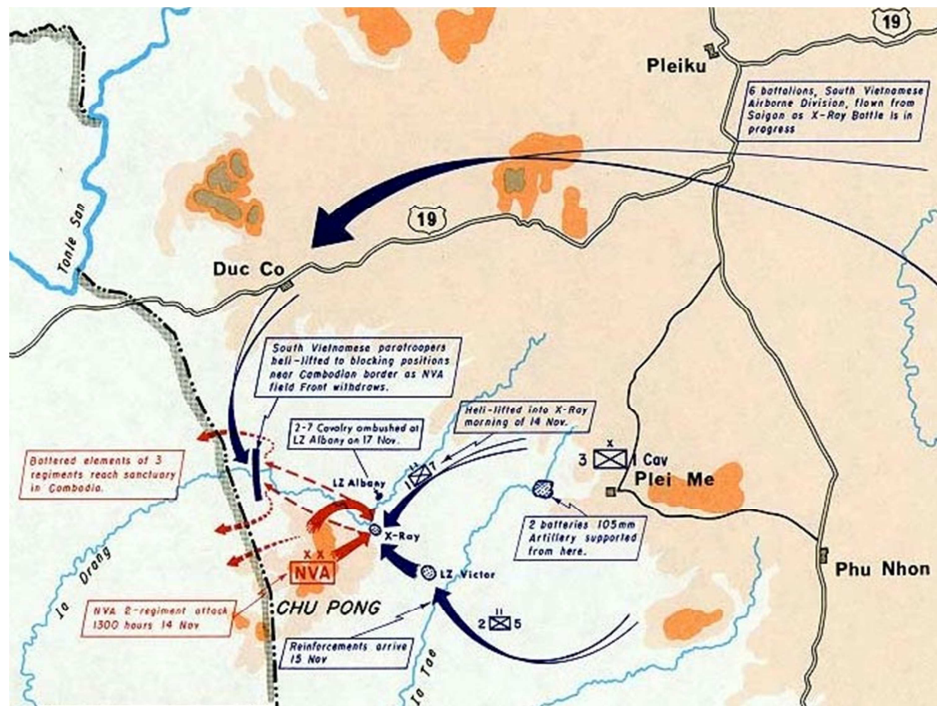 19
Pleiku
6 battalions, South Vietnamese
Airborne Division, flown from
Saigon as X-Ray Battle is in
progress
Tonle San
19
Duc Co
South Vietnamese paratroopers
heli-lifted to blocking positions
near Cambodian border as NVA
field Front withdraws.
2-7 Cavalry ambushed at
LZ Albany on 17 Nov.
Heli-lifted into X-Ray
morning of 14 Nov.
Battered elements of 3
regiments reach sanctuary
in Cambodia.
LZ Albany
II
1 7
X
3 1 Cav
Plei Me
X-Ray
2 batteries 105mm
Artillery supported
from here.
Ia Drang
X X
NVA
LZ Victor
Phu Nhon
CHU PONG
NVA 2-regiment attack
1300 hours 14 Nov
II
2 5
Reinforcements arrive
15 Nov
Ia Tae